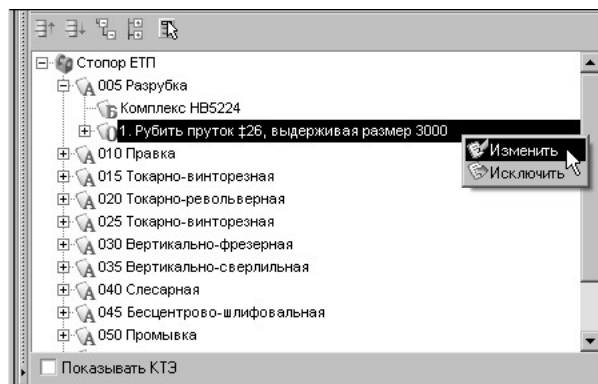 Стопор ЕТП
А 005 Разрубка
Б Комплекс НВ5224
О 1. Рубить пруток ‡26, выдерживая размер 3000
Изменить
А 010 Правка
Исключить
А 015 Токарно-винторезная
А 020 Токарно-револьверная
А 025 Токарно-винторезная
А 030 Вертикально-фрезерная
А 035 Вертикально-сверлильная
А 040 Слесарная
А 045 Бесцентрово-шлифовальная
А 050 Промывка
Показывать КТЭ